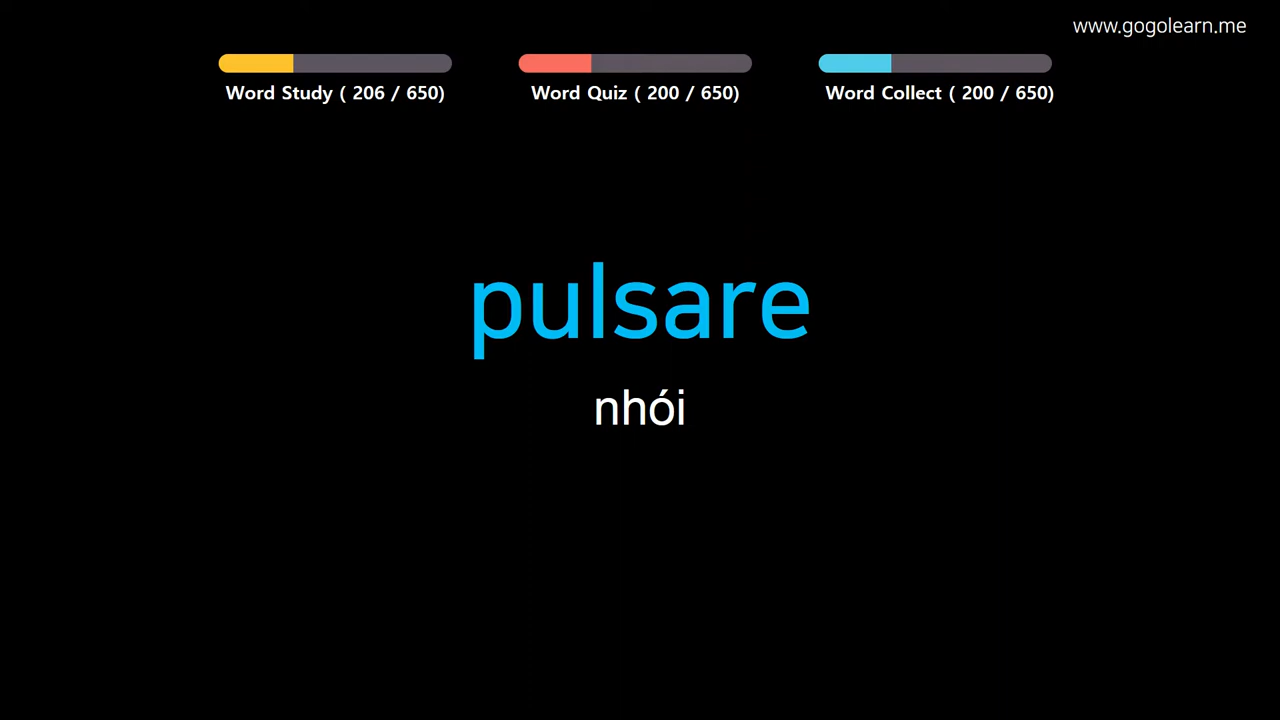 www.gogolearn.me
Word Study ( 206 / 650)
Word Quiz ( 200 / 650)
Word Collect ( 200 / 650)
pulsare
nhói